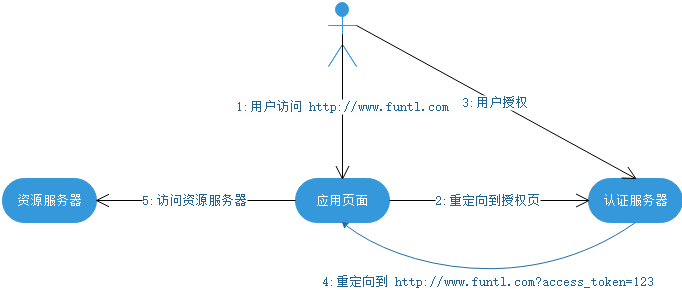 1:用户访问 http://www.funtl.com
3:用户授权
资源服务器
5:访问资源服务器
应用页面
2:重定向到授权页
认证服务器
4:重定向到 http://www.funtl.com?access_token=123